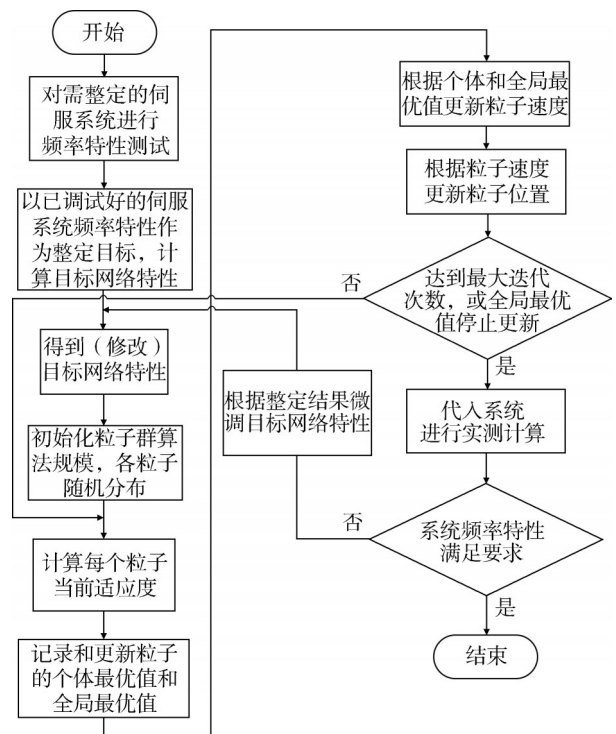 开始
对需整定的伺
服系统进行
频率特性测试
以已调试好的伺服
系统频率特性作
为整定目标，计
算目标网络特性
得到（修改）
目标网络特性
初始化粒子群算
法规模，各粒子
随机分布
计算每个粒子
当前适应度
记录和更新粒子
的个体最优值和
全局最优值
根据个体和全局最
优值更新粒子速度
根据粒子速度
更新粒子位置
达到最大迭代
次数，或全局最优
值停止更新
否
是
代入系统
进行实测计算
根据整定结果微
调目标网络特性
系统频率特性
满足要求
否
是
结束